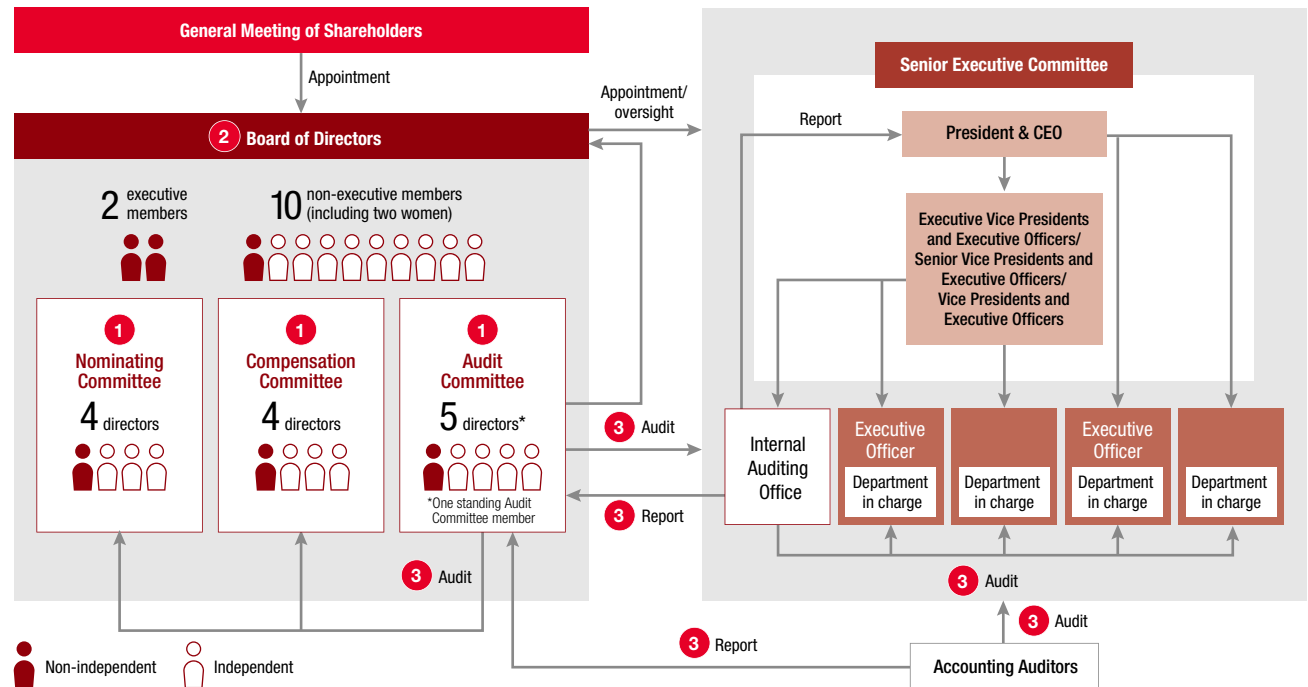 General Meeting of Shareholders
Appointment
2 Board of Directors
Appointment/
oversight
2 executive
members
10 non-executive members
(including two women)
1
Nominating
Committee
4 directors
1
Compensation
Committee
4 directors
1
Audit
Committee
5 directors*
*One standing Audit
Committee member
3 Audit
3 Audit
3 Report
Senior Executive Committee
Report
President & CEO
Executive Vice Presidents
and Executive Officers/
Senior Vice Presidents and
Executive Officers/
Vice Presidents and
Executive Officers
Internal
Auditing
Office
Executive
Officer
Department
in charge
Department
in charge
Executive
Officer
Department
in charge
Department
in charge
3 Audit
3 Audit
3 Report
Accounting Auditors
Non-independent
Independent